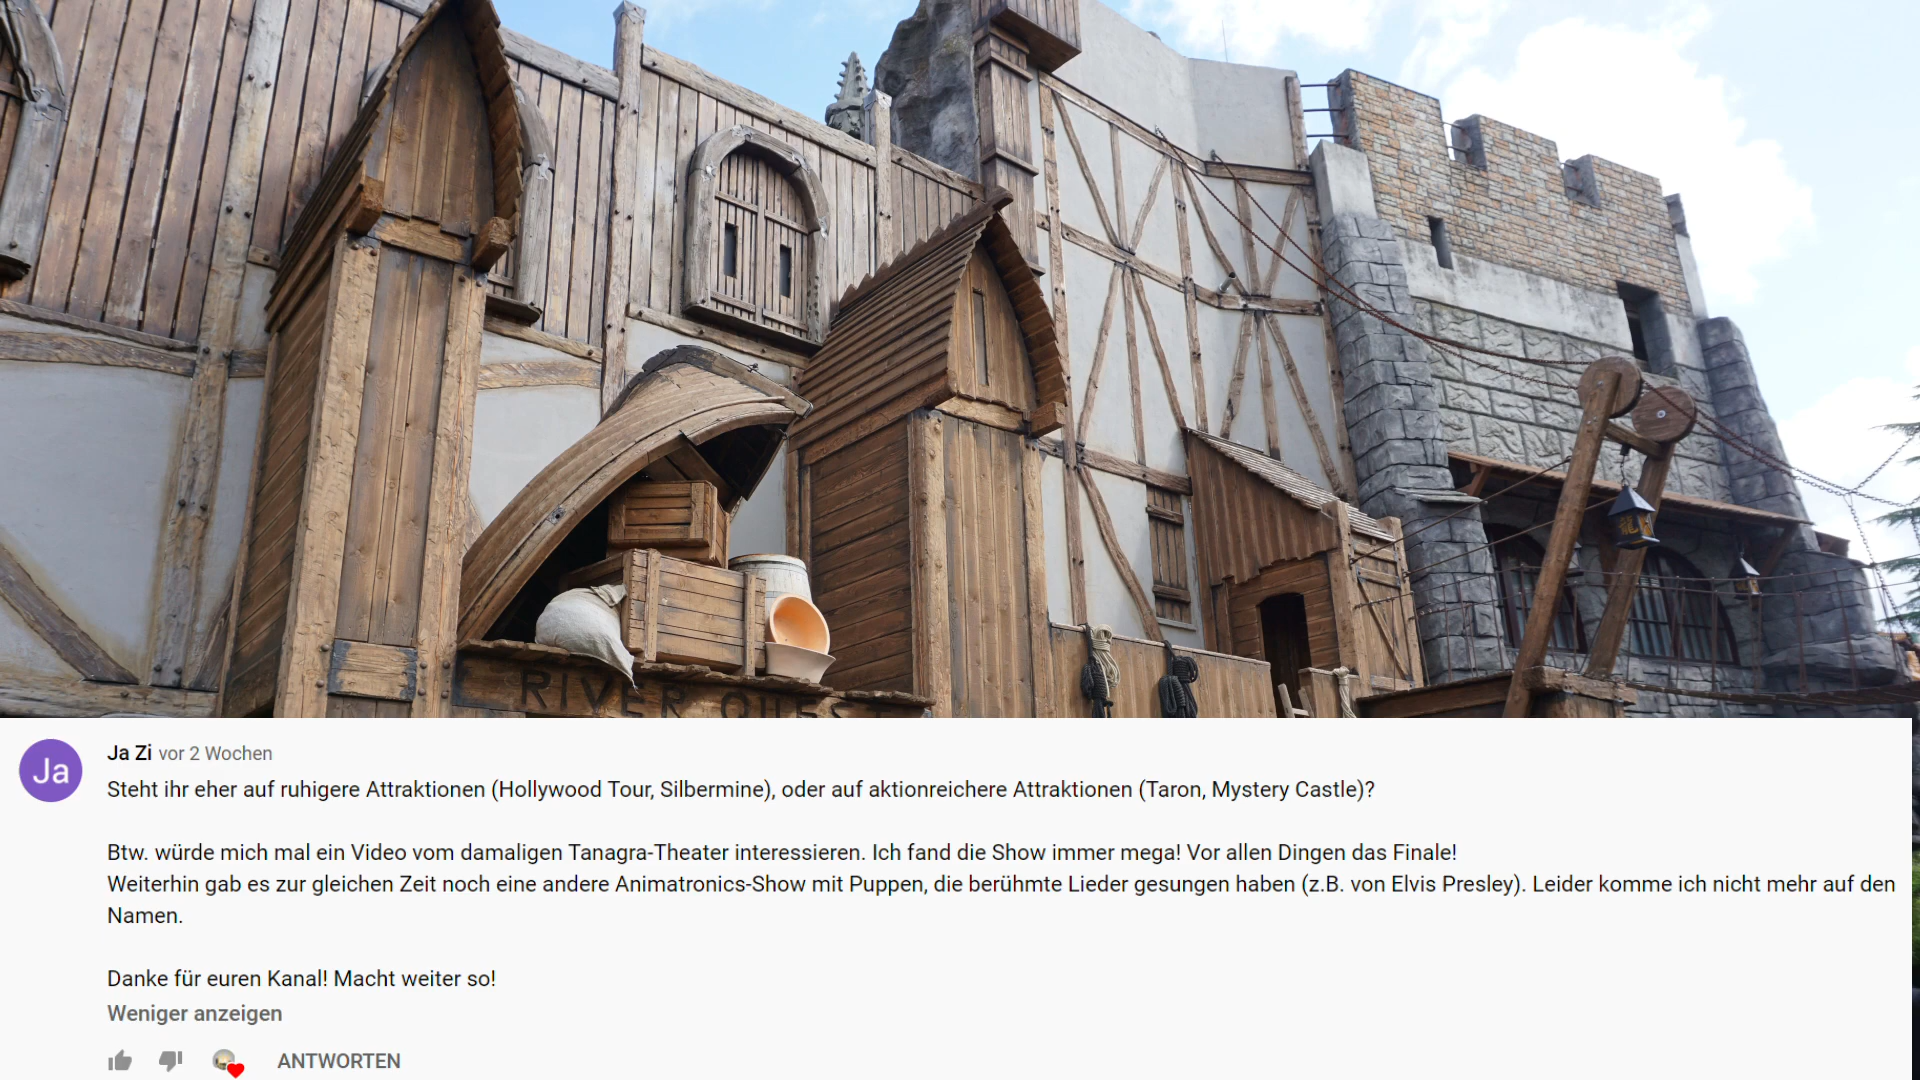 RIVER QUEST
Ja
Ja Zi vor 2 Wochen
Steht ihr eher auf ruhigere Attraktionen (Hollywood Tour, Silbermine), oder auf aktionreichere Attraktionen (Taron, Mystery Castle)?
Btw. würde mich mal ein Video vom damaligen Tanagra-Theater interessieren. Ich fand die Show immer mega! Vor allen Dingen das Finale!
Weiterhin gab es zur gleichen Zeit noch eine andere Animatronics-Show mit Puppen, die berühmte Lieder gesungen haben (z.B. von Elvis Presley). Leider komme ich nicht mehr auf den
Namen.
Danke für euren Kanal! Macht weiter so!
Weniger anzeigen
ANTWORTEN